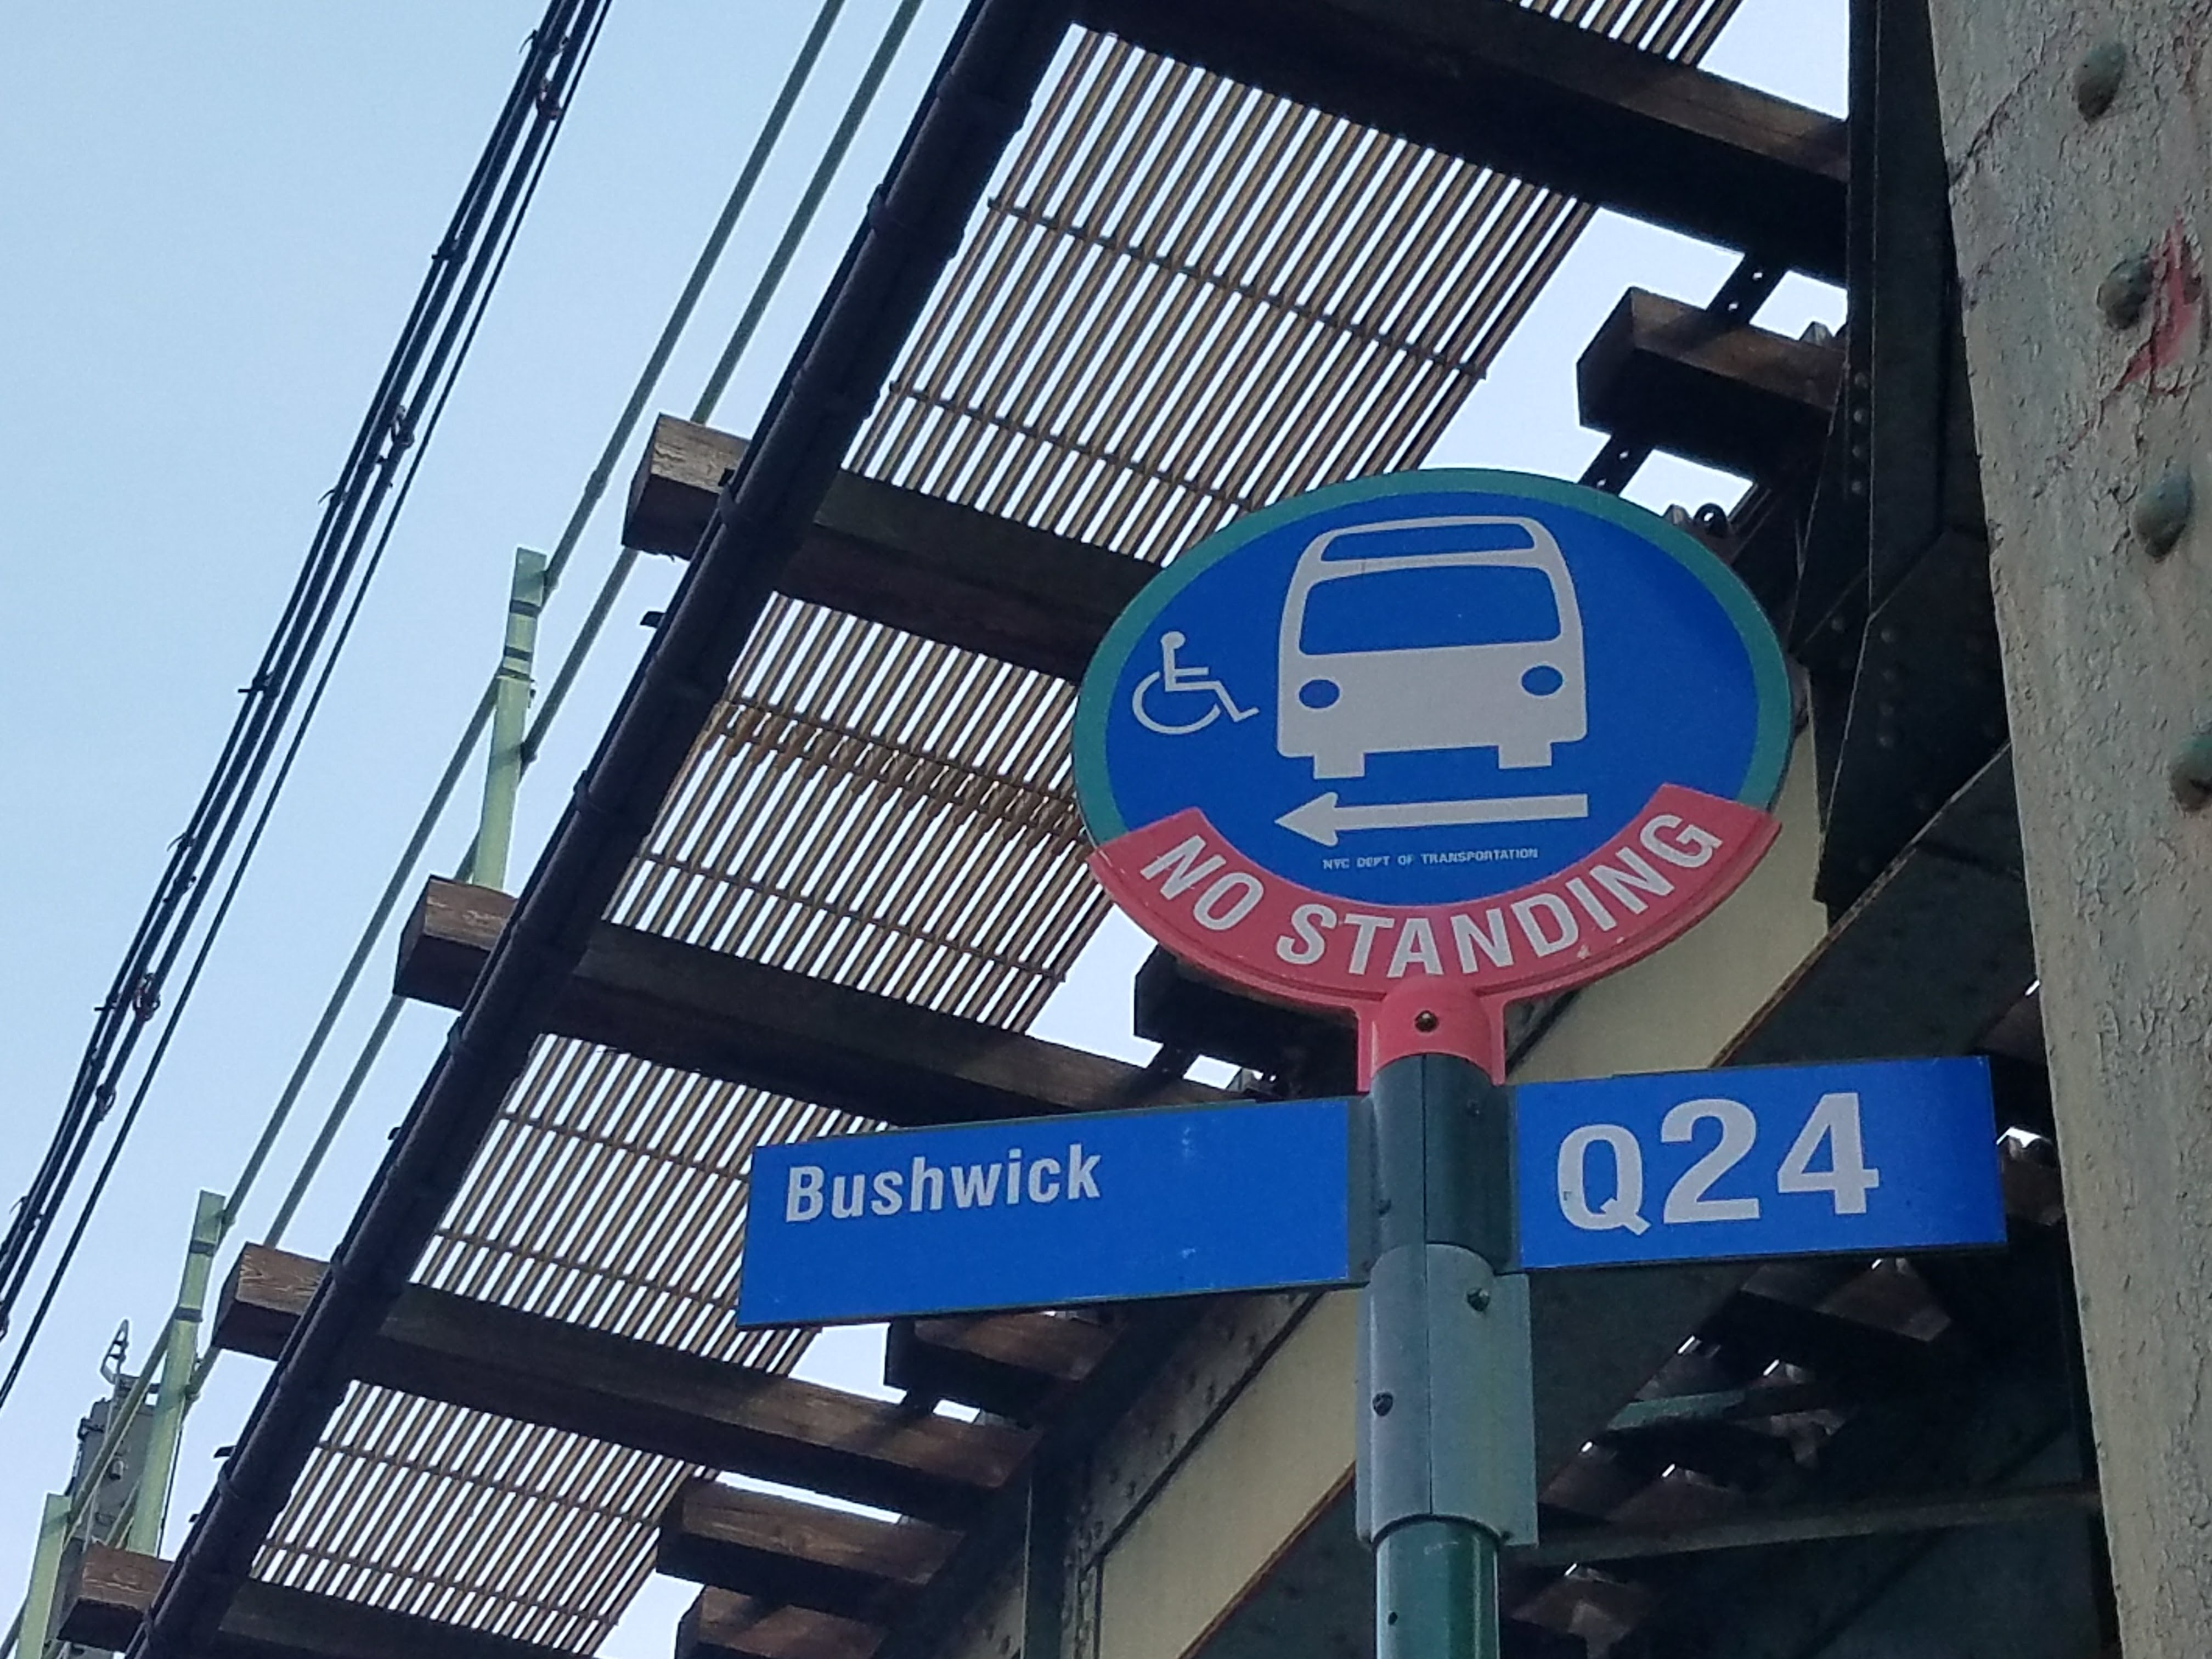 NYC DEPT OF TRANSPORTATION
NO STANDING
Bushwick
Q24